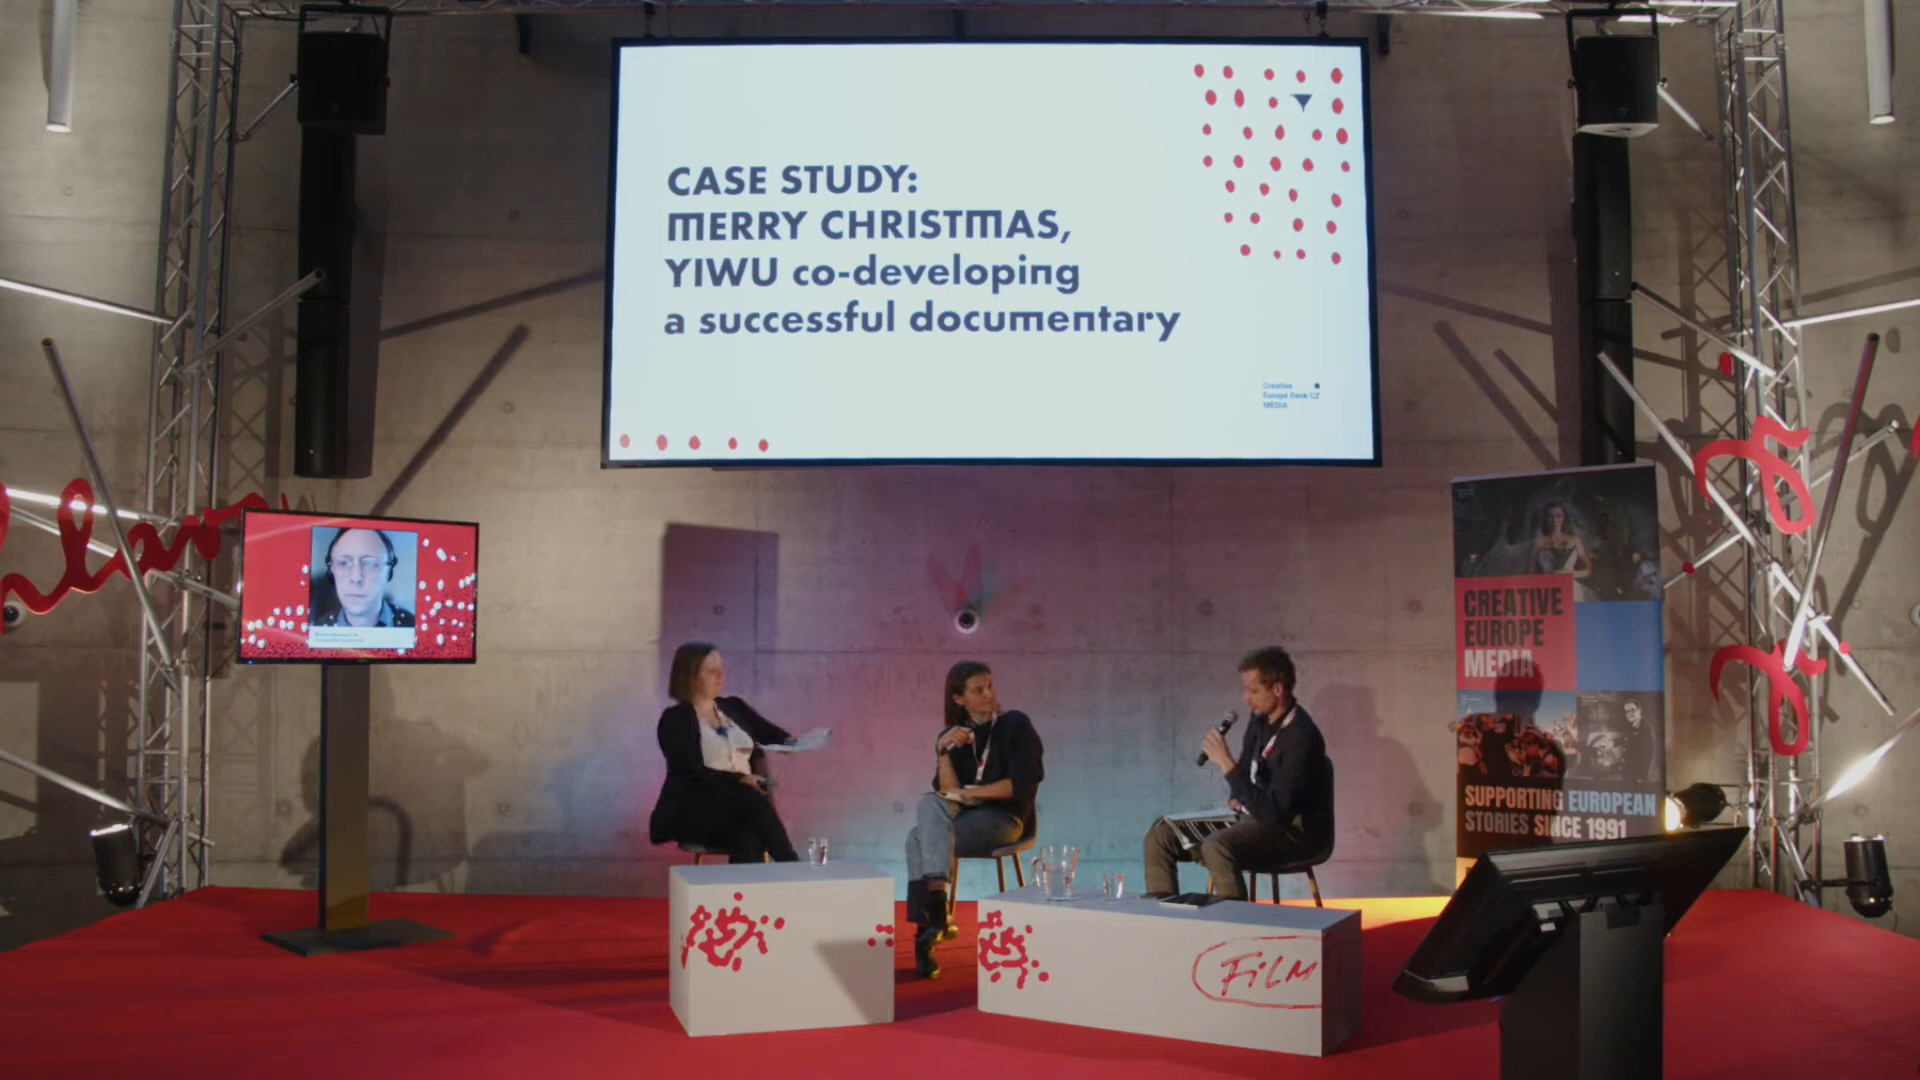 CASE STUDY:
MERRY CHRISTMAS,
YIWU co-developing
a successful documentary
Creative
Europe Desk CZ
MEDIA
CREATIVE
EUROPE
MEDIA
SUPPORTING EUROPEAN
STORIES SINCE 1991
FiLM